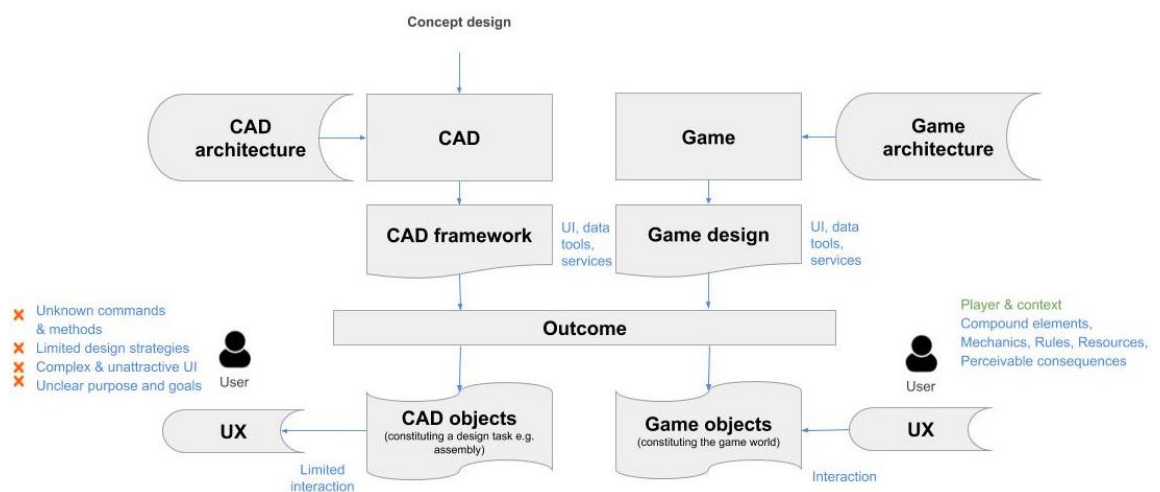 Concept design
CAD
architecture
CAD
Game
Game
architecture
CAD framework
UI, data
tools,
services
Game design
UI, data
tools,
services
Outcome
Unknown commands
& methods
Limited design strategies
Complex & unattractive UI
Unclear purpose and goals
User
Player & context
Compound elements,
Mechanics, Rules, Resources,
Perceivable consequences
User
UX
CAD objects
(constituting a design task e.g.
assembly)
Game objects
(constituting the game world)
UX
Limited
interaction
Interaction